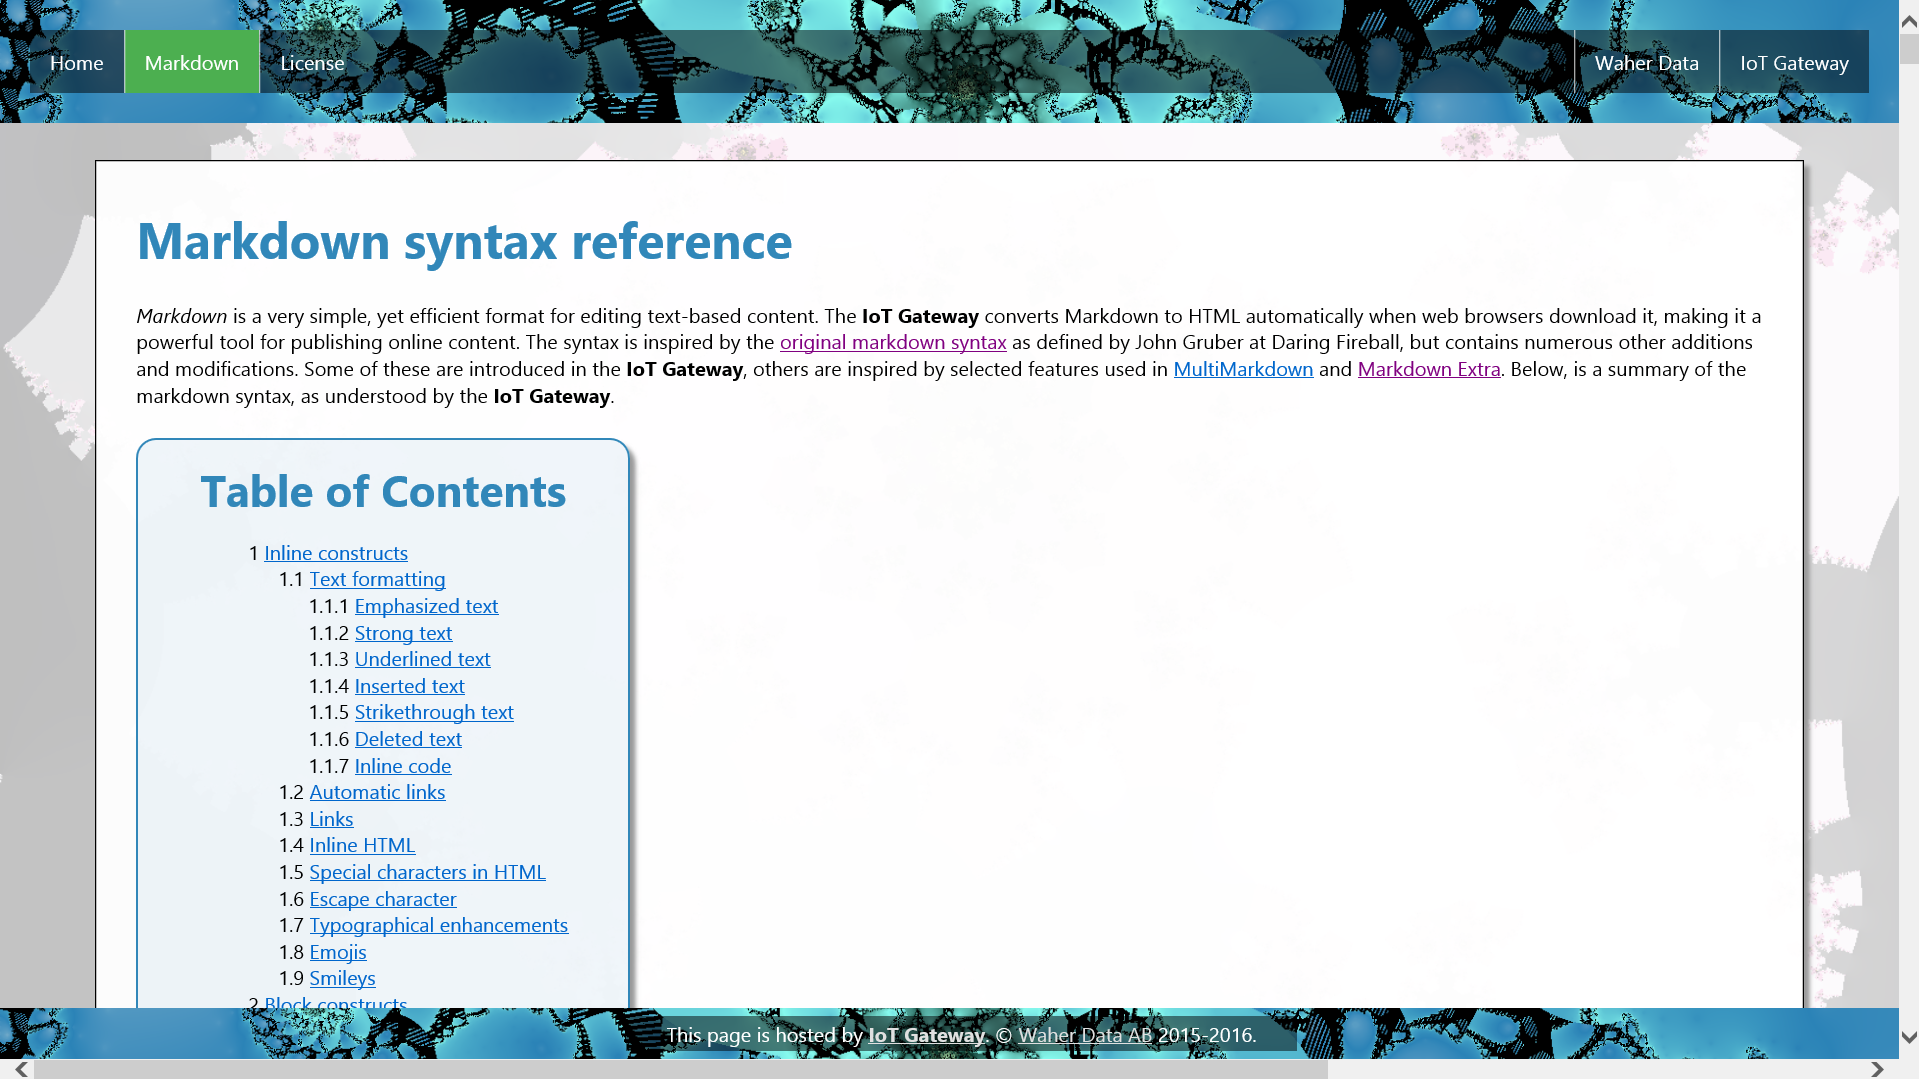 Home Markdown License Waher Data IoT Gateway
Markdown syntax reference
Markdown is a very simple, yet efficient format for editing text-based content. The IoT Gateway converts Markdown to HTML automatically when web browsers download it, making it a
powerful tool for publishing online content. The syntax is inspired by the original markdown syntax as defined by John Gruber at Daring Fireball, but contains numerous other additions
and modifications. Some of these are introduced in the IoT Gateway, others are inspired by selected features used in MultiMarkdown and Markdown Extra. Below, is a summary of the
markdown syntax, as understood by the IoT Gateway.
Table of Contents
1 Inline constructs
1.1 Text formatting
1.1.1 Emphasized text
1.1.2 Strong text
1.1.3 Underlined text
1.1.4 Inserted text
1.1.5 Strikethrough text
1.1.6 Deleted text
1.1.7 Inline code
1.2 Automatic links
1.3 Links
1.4 Inline HTML
1.5 Special characters in HTML
1.6 Escape character
1.7 Typographical enhancements
1.8 Emojis
1.9 Smileys
2 Block constructs
This page is hosted by IoT Gateway. © Waher Data AB 2015-2016.